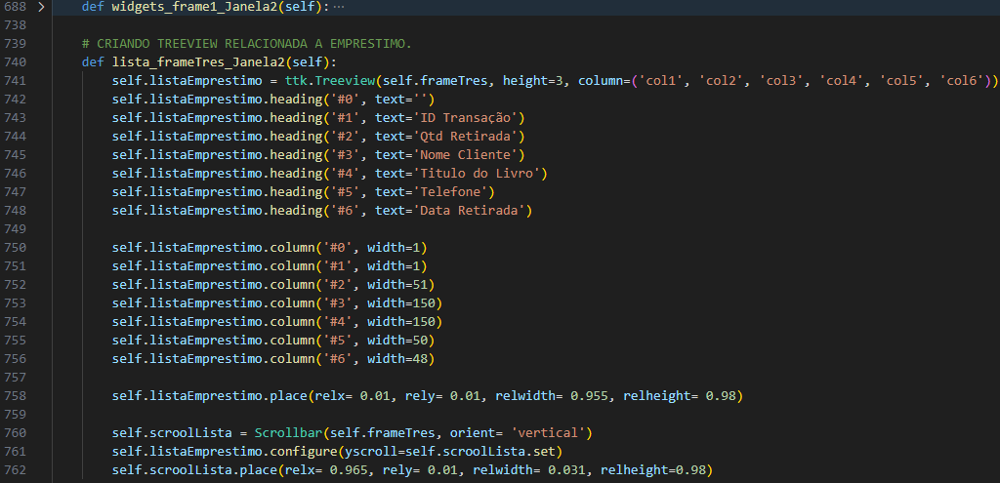 688 > def widgets_frame1_Janela2(self): ···
738
739 # CRIANDO TREEVIEW RELACIONADA A EMPRESTIMO.
740 def lista_frameTres_Janela2(self):
741 self.listaEmprestimo = ttk.Treeview(self.frameTres, height=3, column=('col1', 'col2', 'col3', 'col4', 'col5', 'col6'))
742 self.listaEmprestimo.heading('#0', text='')
743 self.listaEmprestimo.heading('#1', text='ID Transação')
744 self.listaEmprestimo.heading('#2', text='Qtd Retirada')
745 self.listaEmprestimo.heading('#3', text='Nome Cliente')
746 self.listaEmprestimo.heading('#4', text='Titulo do Livro')
747 self.listaEmprestimo.heading('#5', text='Telefone')
748 self.listaEmprestimo.heading('#6', text='Data Retirada')
749
750 self.listaEmprestimo.column('#0', width=1)
751 self.listaEmprestimo.column('#1', width=1)
752 self.listaEmprestimo.column('#2', width=51)
753 self.listaEmprestimo.column('#3', width=150)
754 self.listaEmprestimo.column('#4', width=150)
755 self.listaEmprestimo.column('#5', width=50)
756 self.listaEmprestimo.column('#6', width=48)
757
758 self.listaEmprestimo.place(relx= 0.01, rely= 0.01, relwidth= 0.955, relheight= 0.98)
759
760 self.scroolLista = Scrollbar(self.frameTres, orient= 'vertical')
761 self.listaEmprestimo.configure(yscroll=self.scroolLista.set)
762 self.scroolLista.place(relx= 0.965, rely= 0.01, relwidth= 0.031, relheight=0.98)